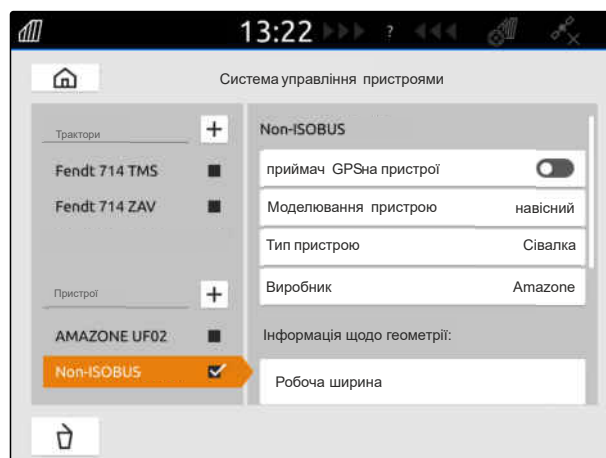 13:22 ?
Система управління пристроями
Трактори +
Fendt 714 TMS
Fendt 714 ZAV
Пристрої +
AMAZONE UF02
Non-ISOBUS
Non-ISOBUS
приймач GPSна пристрої
Моделювання пристрою навісний
Тип пристрою Сівалка
Виробник Amazone
Інформація щодо геометрії:
Робоча ширина